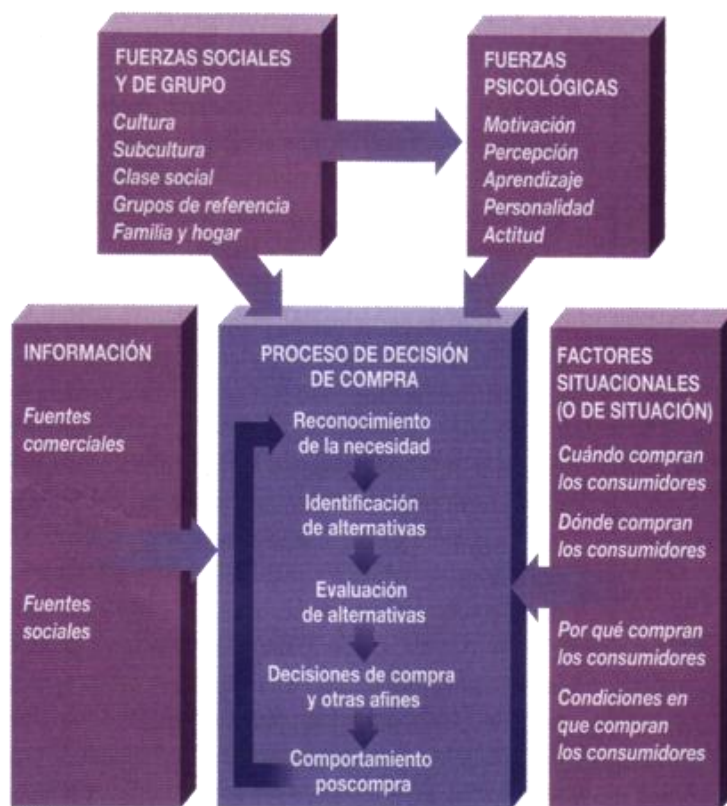 FUERZAS SOCIALES
Y DE GRUPO
Cultura
Subcultura
Clase social
Grupos de referencia
Familia y hogar
FUERZAS
PSICOLÓGICAS
Motivación
Percepción
Aprendizaje
Personalidad
Actitud
INFORMACIÓN
Fuentes
comerciales
Fuentes
sociales
PROCESO DE DECISIÓN
DE COMPRA
Reconocimiento
de la necesidad
Identificación
de alternativas
Evaluación
de alternativas
Decisiones de compra
y otras afines
Comportamiento
poscompra
FACTORES
SITUACIONALES
(O DE SITUACIÓN)
Cuándo compran
los consumidores
Dónde compran
los consumidores
Por qué compran
los consumidores
Condiciones en
que compran
los consumidores